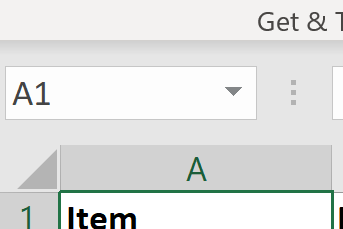 Get & T
A1
A
1 Item